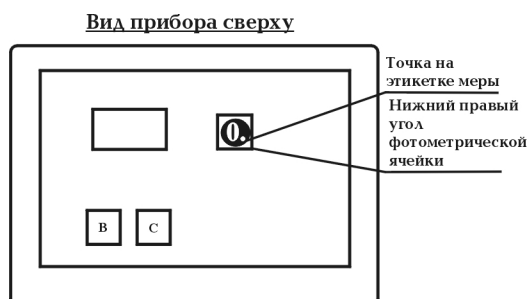 Вид прибора сверху
Точка на
этикетке меры
Нижний правый
угол
фотометрической
ячейки
В С